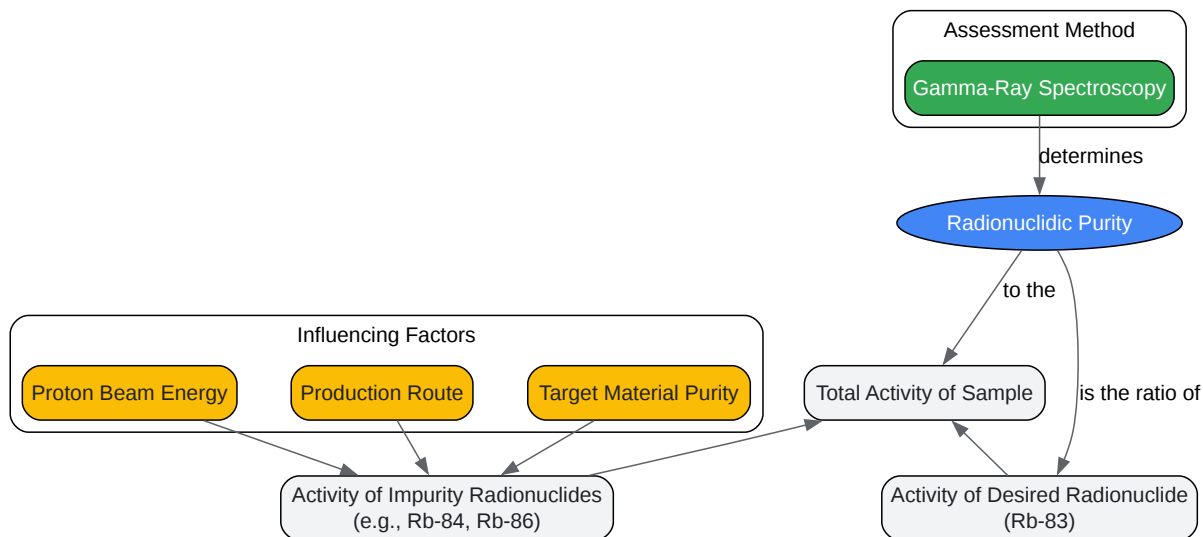 Assessment Method
Gamma-Ray Spectroscopy
determines
Radionuclidic Purity
to the
Influencing Factors
Proton Beam Energy
Production Route
Target Material Purity
Total Activity of Sample
is the ratio of
Activity of Impurity Radionuclides
(e.g., Rb-84, Rb-86)
Activity of Desired Radionuclide
(Rb-83)